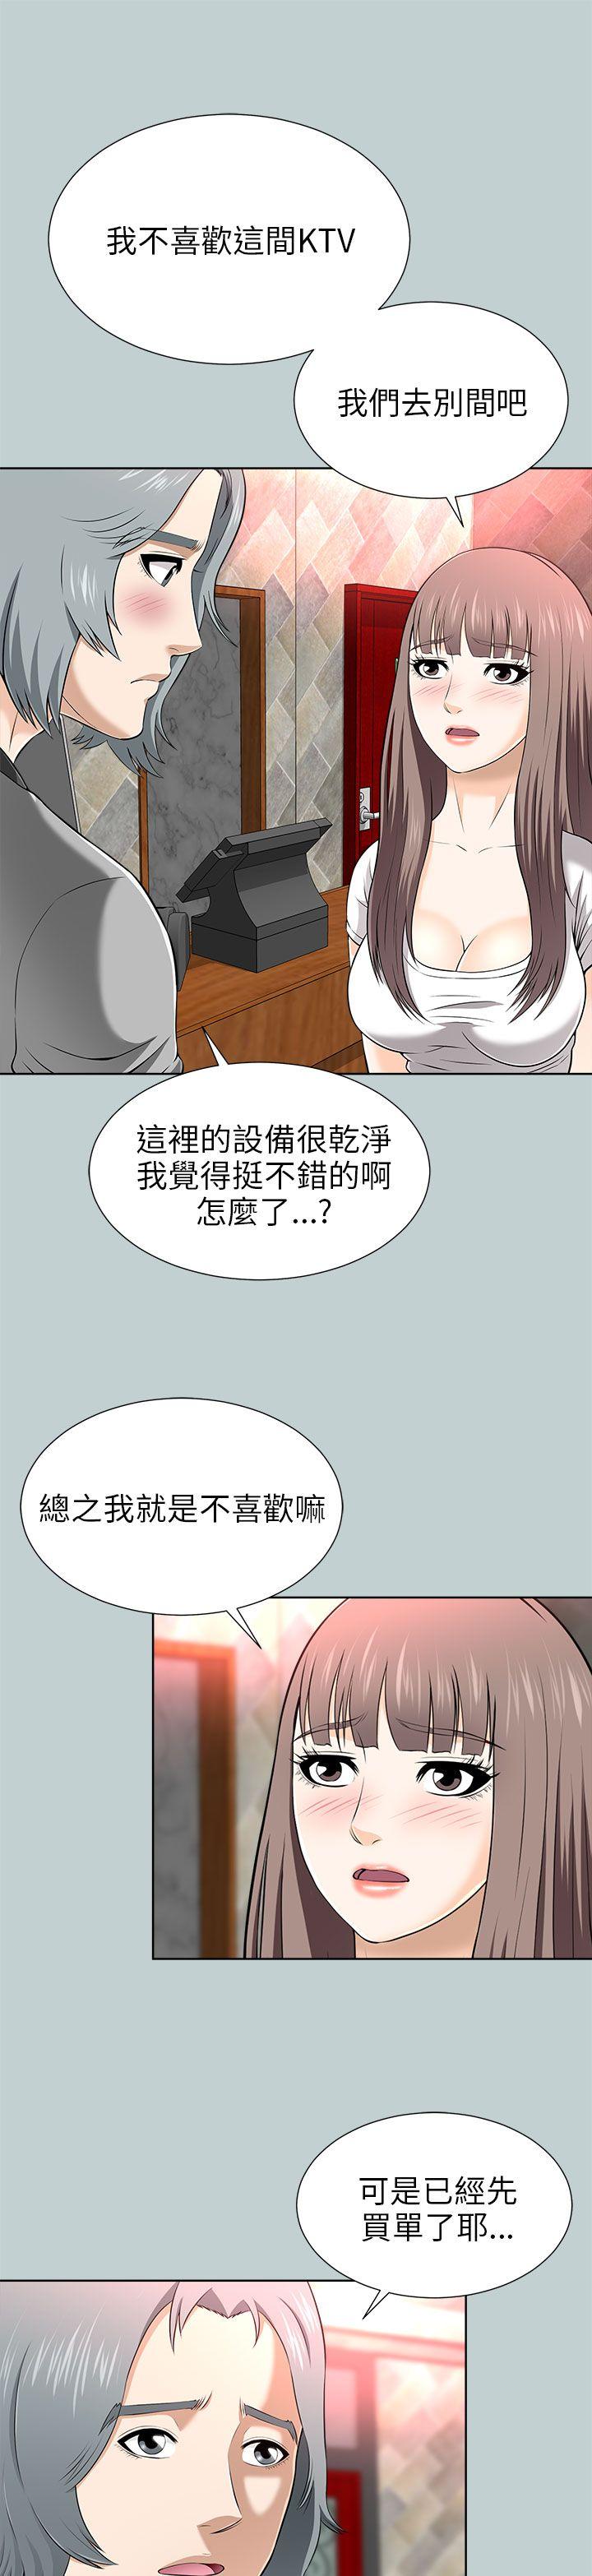 我不喜歡這間KTV
我們去別間吧
這裡的設備很乾淨
我覺得挺不錯的啊
怎麼了...?
總之我就是不喜歡嘛
可是已經先
買單了耶...